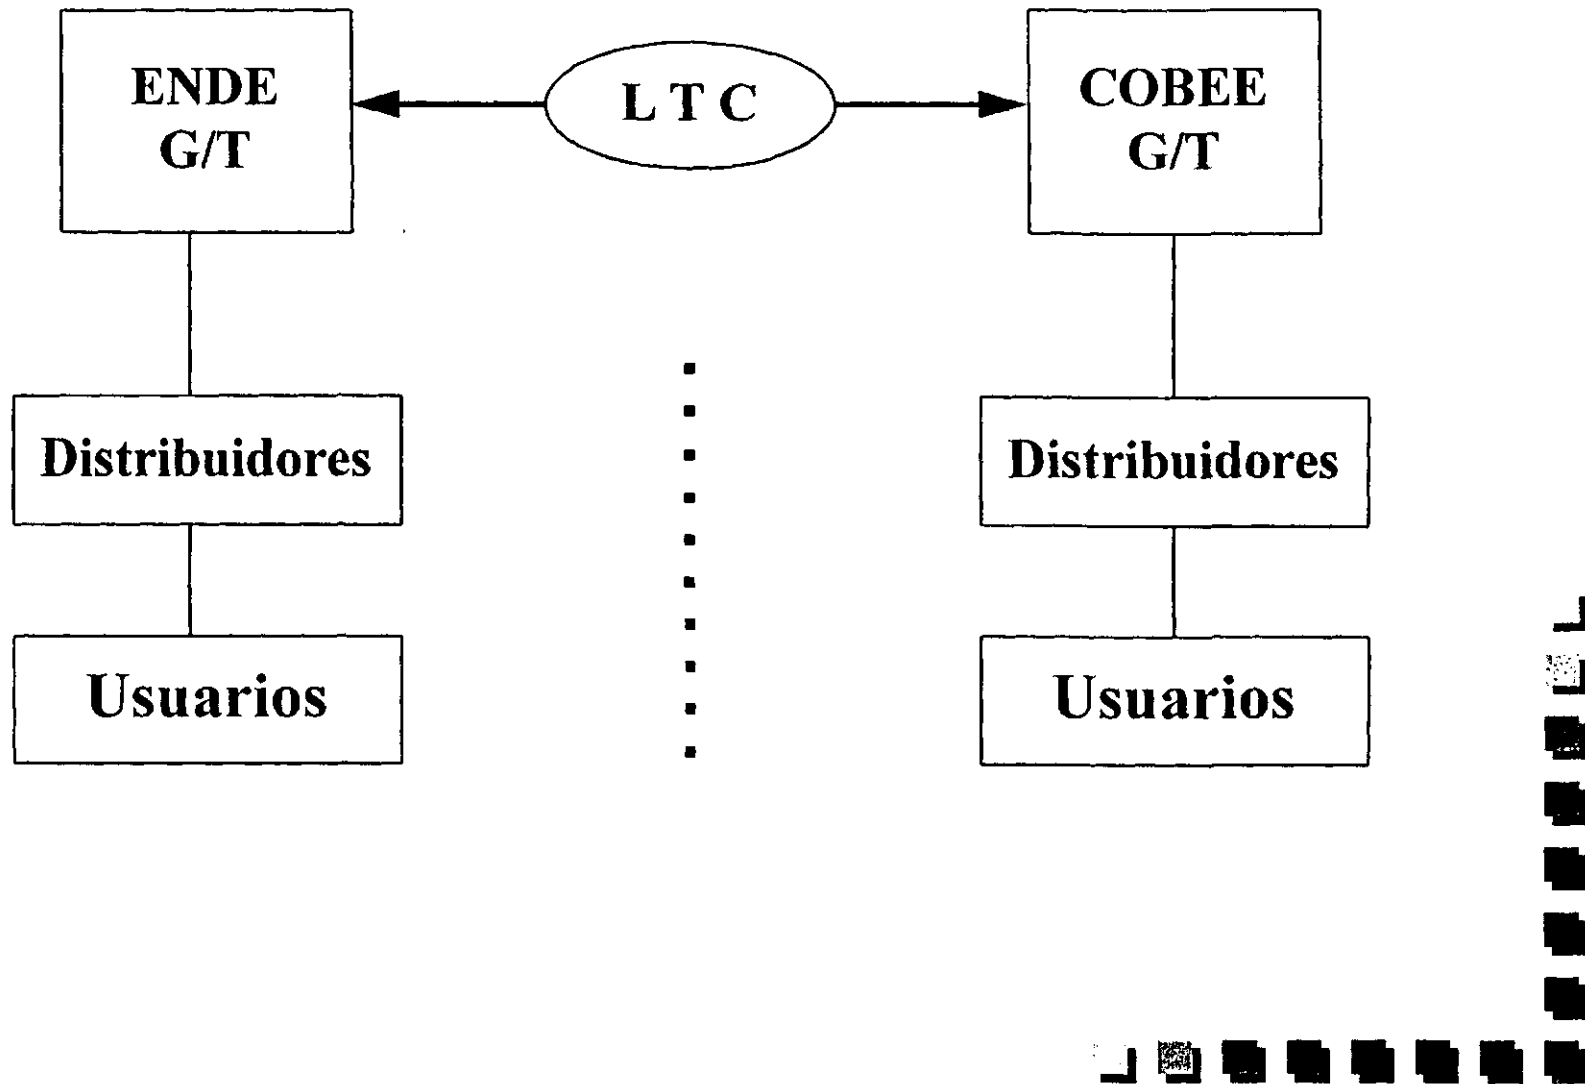 ENDE
G/T
L T C
COBEE
G/T
Distribuidores
Distribuidores
Usuarios
Usuarios